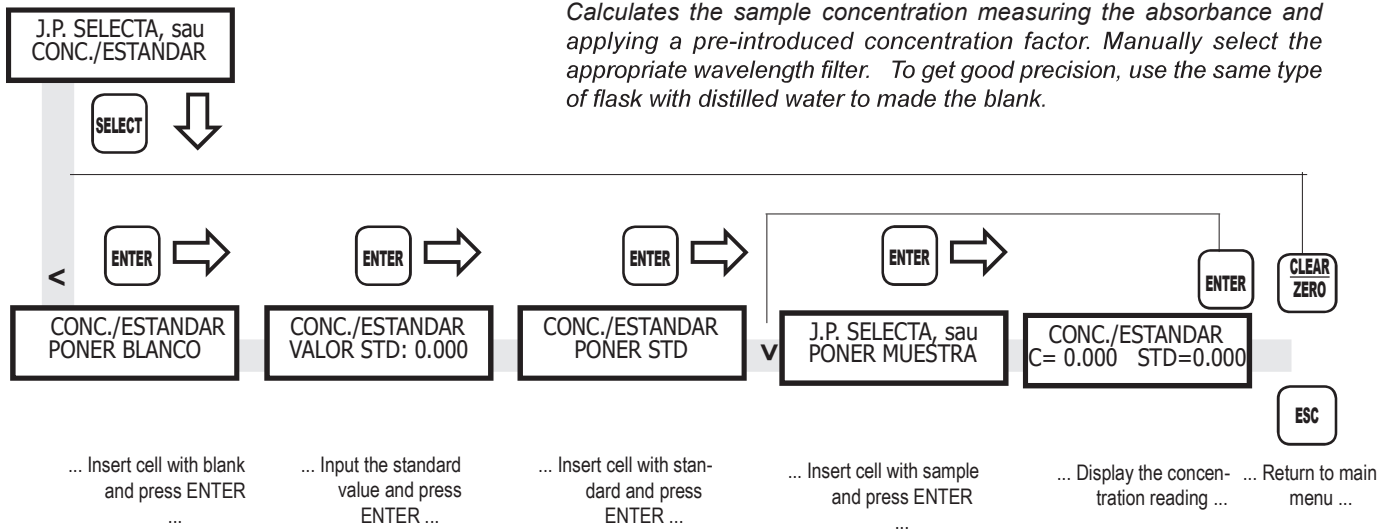 J.P. SELECTA, sau
CONC./ESTANDAR
Calculates the sample concentration measuring the absorbance and
applying a pre-introduced concentration factor. Manually select the
appropriate wavelength filter. To get good precision, use the same type
of flask with distilled water to made the blank.
SELECT
ENTER
ENTER
ENTER
ENTER
ENTER
CLEAR
ZERO
<
CONC./ESTANDAR
PONER BLANCO
CONC./ESTANDAR
VALOR STD: 0.000
CONC./ESTANDAR
PONER STD
V
J.P. SELECTA, sau
PONER MUESTRA
CONC./ESTANDAR
C= 0.000 STD=0.000
ESC
... Insert cell with blank
and press ENTER
...
... Input the standard
value and press
ENTER ...
... Insert cell with stan-
dard and press
ENTER ...
... Insert cell with sample
and press ENTER
...
... Display the concen-
tration reading ...
... Return to main
menu ...